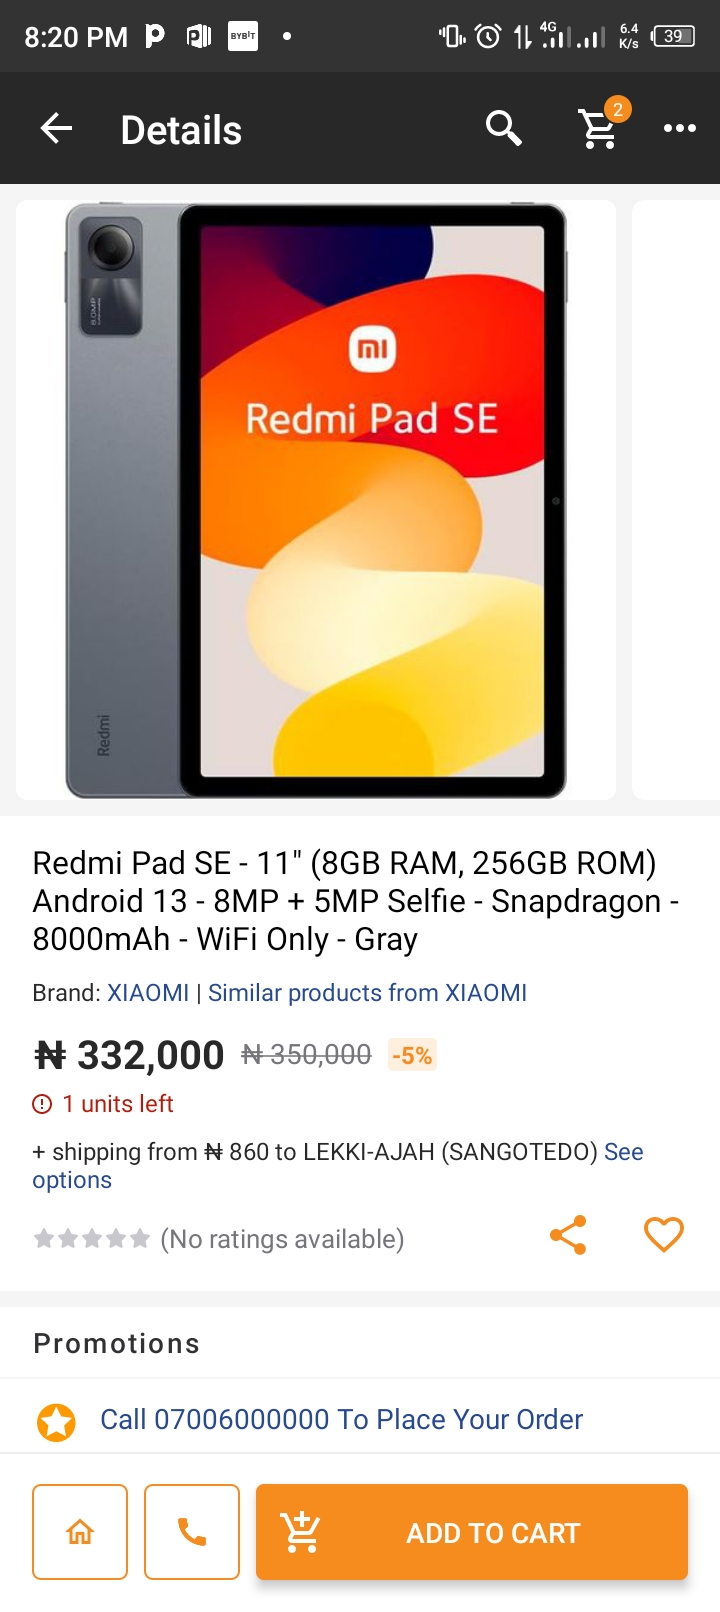 8:20 PM
BYBIT
4G
6.4
K/s
39
Details
2
8.0MP
Redmi
mi
Redmi Pad SE
Redmi Pad SE - 11" (8GB RAM, 256GB ROM)
Android 13 - 8MP + 5MP Selfie - Snapdragon -
8000mAh - WiFi Only - Gray
Brand: XIAOMI | Similar products from XIAOMI
₦ 332,000 ₦ 350,000 -5%
1 units left
+ shipping from ₦ 860 to LEKKI-AJAH (SANGOTEDO) See
options
(No ratings available)
Promotions
Call 07006000000 To Place Your Order
ADD TO CART